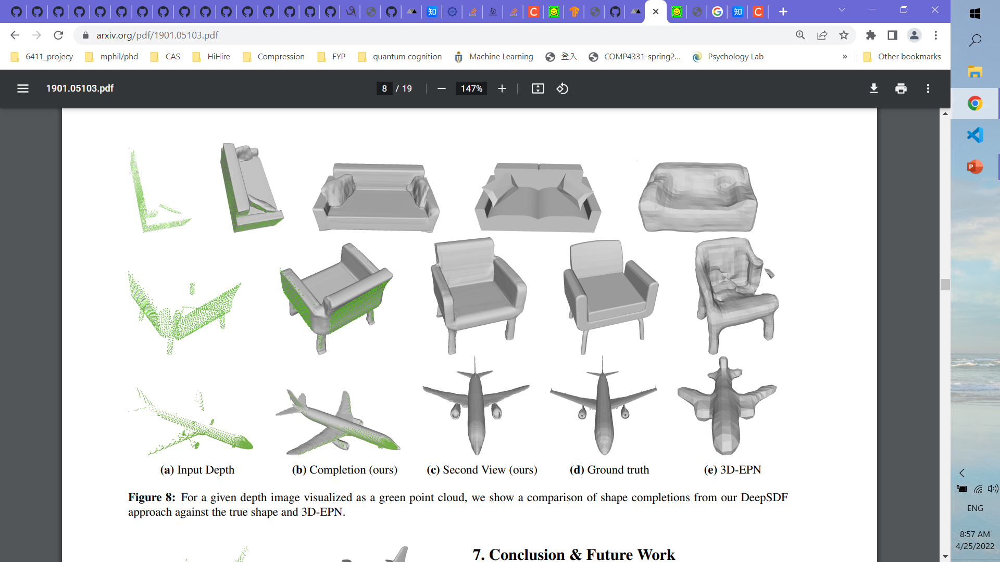 arxiv.org/pdf/1901.05103.pdf
6411_projecy mphil/phd CAS HiHire Compression FYP quantum cognition Machine Learning 登入 COMP4331-spring2... Psychology Lab » Other bookmarks
1901.05103.pdf 8 / 19 147%
(a) Input Depth (b) Completion (ours) (c) Second View (ours) (d) Ground truth (e) 3D-EPN
Figure 8: For a given depth image visualized as a green point cloud, we show a comparison of shape completions from our DeepSDF
approach against the true shape and 3D-EPN.
7. Conclusion & Future Work
ENG
8:57 AM
4/25/2022